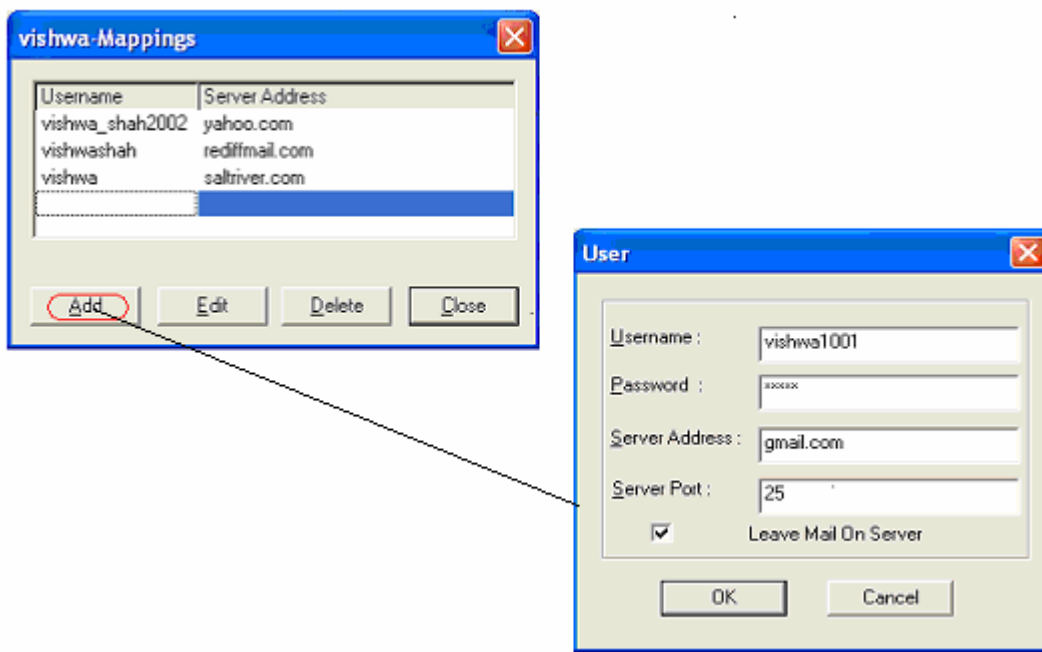 vishwa-Mappings
Username Server Address
vishwa_shah2002 yahoo.com
vishwashah rediffmail.com
vishwa saltriver.com
Add Edit Delete Close
User
Username : vishwa1001
Password : xxxxx
Server Address : gmail.com
Server Port : 25
Leave Mail On Server
OK Cancel